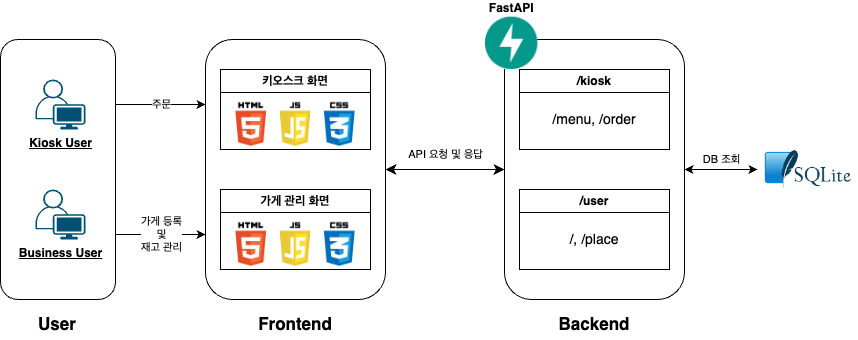 FastAPI
Kiosk User
주문
Business User
가게 등록
및
재고 관리
User
키오스크 화면
HTML
5
JS
JS
CSS
3
가게 관리 화면
HTML
5
JS
JS
CSS
3
Frontend
API 요청 및 응답
/kiosk
/menu, /order
/user
/, /place
Backend
DB 조회
SQLite